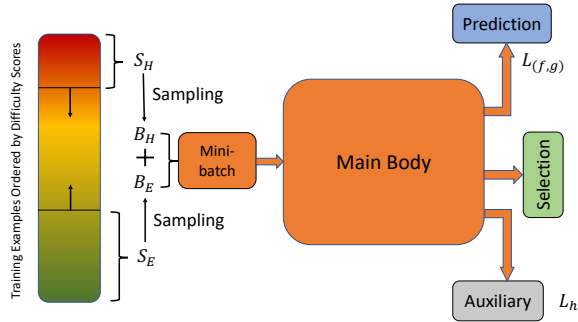 Training Examples Ordered by Difficulty Scores
S_H
Sampling
B_H
+
B_E
Sampling
S_E
Mini-
batch
Main Body
Prediction
L_(f,g)
Selection
Auxiliary
L_h